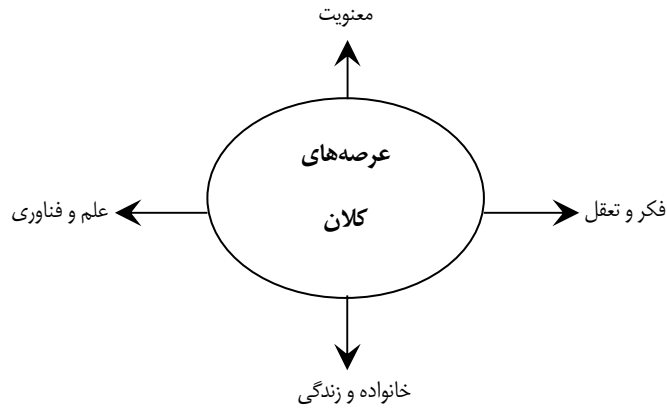 معنویت
عرصه‌های
کلان
فکر و تعقل
علم و فناوری
خانواده و زندگی